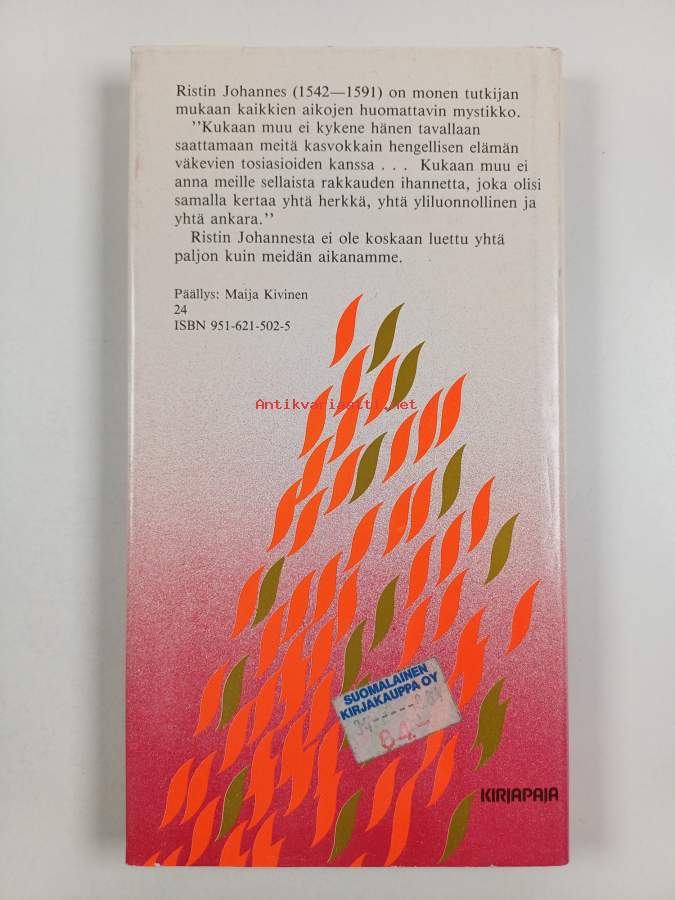 Ristin Johannes (1542—1591) on monen tutkijan
mukaan kaikkien aikojen huomattavin mystikko.
”Kukaan muu ei kykene hänen tavallaan
saattamaan meitä kasvokkain hengellisen elämän
väkevien tosiasioiden kanssa . . . Kukaan muu ei
anna meille sellaista rakkauden ihannetta, joka olisi
samalla kertaa yhtä herkkä, yhtä yliluonnollinen ja
yhtä ankara.”
Ristin Johannesta ei ole koskaan luettu yhtä
paljon kuin meidän aikanamme.
Päällys: Maija Kivinen
24
ISBN 951-621-502-5
Antikvariaatti.net
SUOMALAINEN
KIRJAKAUPPA OY
84.–
KIRJAPAJA